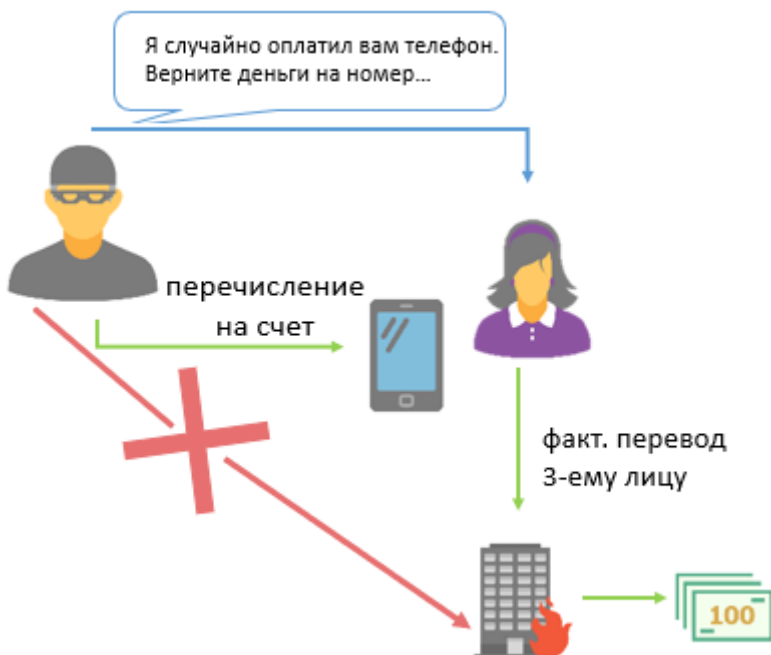 Я случайно оплатил вам телефон.
Верните деньги на номер...
перечисление
на счет
факт. перевод
3-ему лицу
100